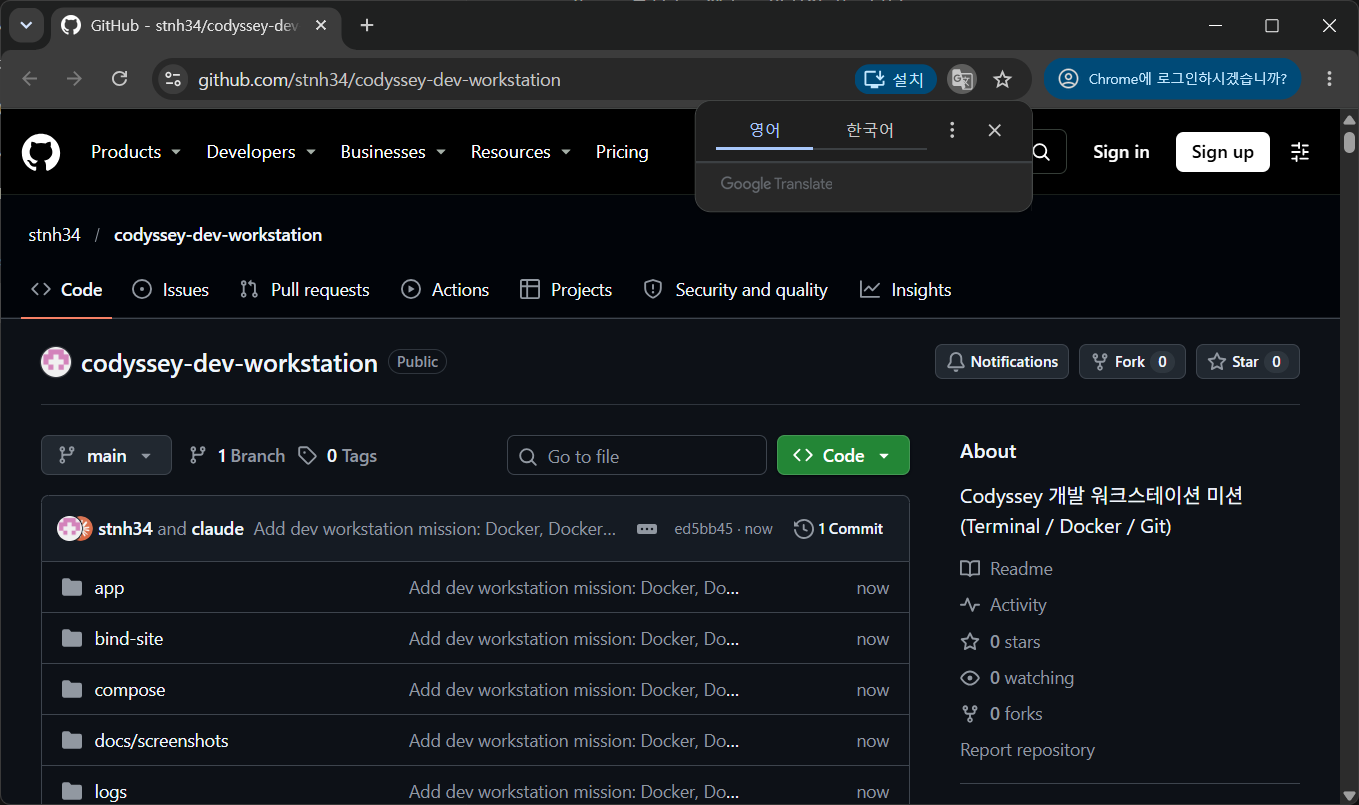 GitHub - stnh34/codyssey-dev
github.com/stnh34/codyssey-dev-workstation
설치
Chrome에 로그인하시겠습니까?
영어 한국어
Google Translate
Products Developers Businesses Resources Pricing
Sign in Sign up
stnh34 / codyssey-dev-workstation
Code Issues Pull requests Actions Projects Security and quality Insights
codyssey-dev-workstation Public
Notifications Fork 0 Star 0
main 1 Branch 0 Tags Go to file Code
stnh34 and claude Add dev workstation mission: Docker, Docker... ed5bb45 · now 1 Commit
app Add dev workstation mission: Docker, Do... now
bind-site Add dev workstation mission: Docker, Do... now
compose Add dev workstation mission: Docker, Do... now
docs/screenshots Add dev workstation mission: Docker, Do... now
logs Add dev workstation mission: Docker, Do... now
About
Codyssey 개발 워크스테이션 미션
(Terminal / Docker / Git)
Readme
Activity
0 stars
0 watching
0 forks
Report repository